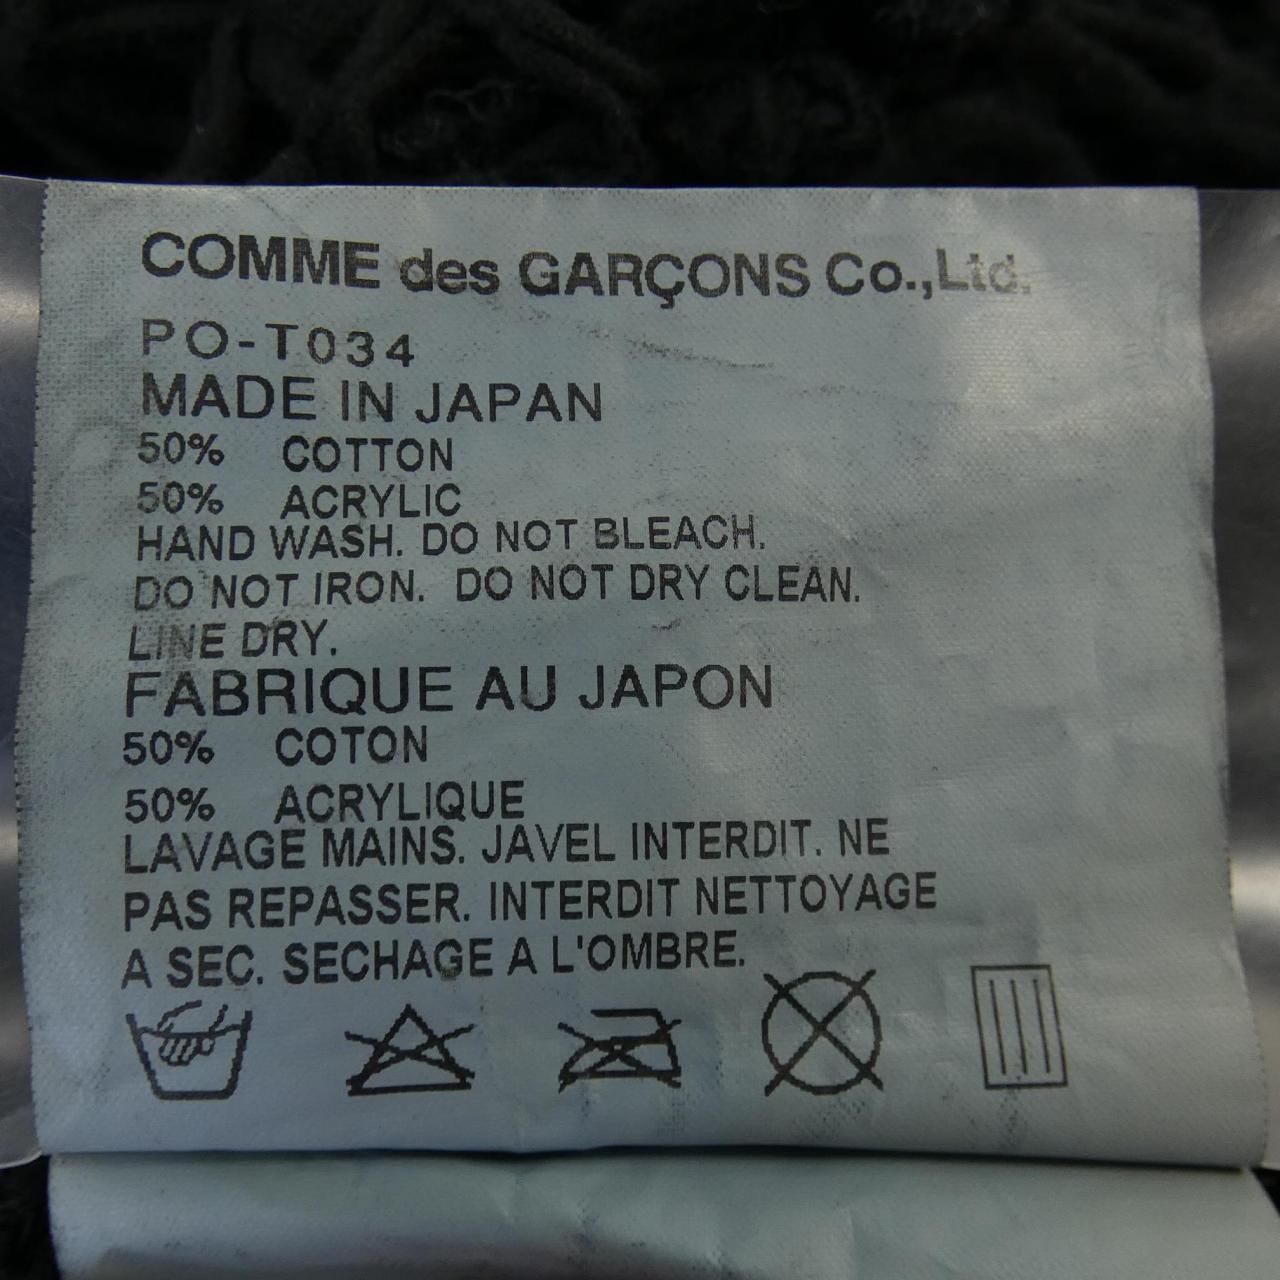 COMME des GARÇONS Co.,Ltd.
PO-T034
MADE IN JAPAN
50% COTTON
50% ACRYLIC
HAND WASH. DO NOT BLEACH.
DO NOT IRON. DO NOT DRY CLEAN.
LINE DRY.
FABRIQUE AU JAPON
50% COTON
50% ACRYLIQUE
LAVAGE MAINS. JAVEL INTERDIT. NE
PAS REPASSER. INTERDIT NETTOYAGE
A SEC. SECHAGE A L'OMBRE.